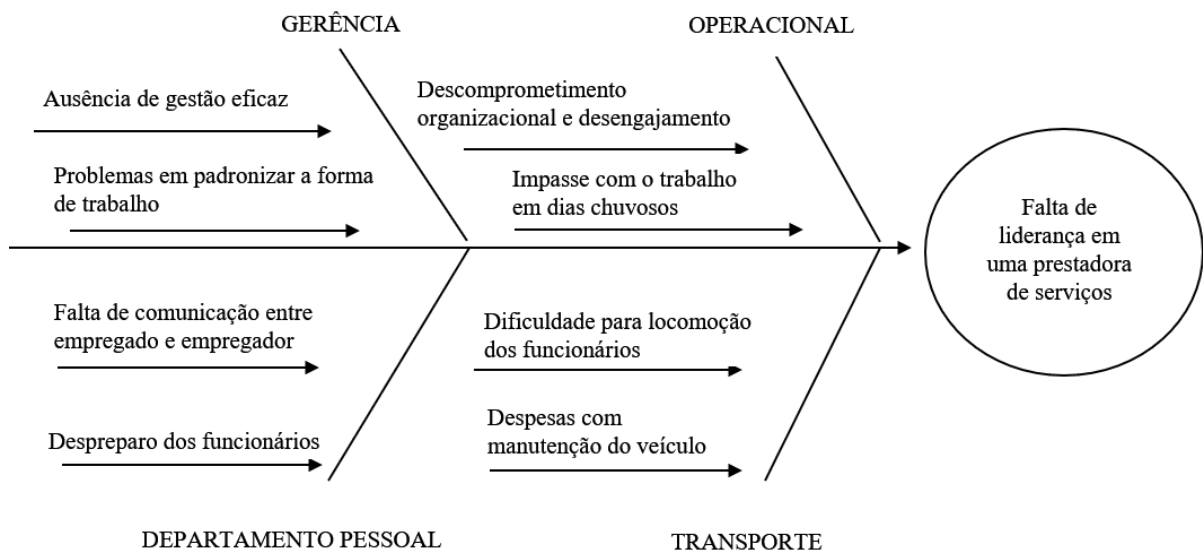 GERÊNCIA
OPERACIONAL
Ausência de gestão eficaz
Problemas em padronizar a forma
de trabalho
Descomprometimento
organizacional e desengajamento
Impasse com o trabalho
em dias chuvosos
Falta de
liderança em
uma prestadora
de serviços
Falta de comunicação entre
empregado e empregador
Despreparo dos funcionários
Dificuldade para locomoção
dos funcionários
Despesas com
manutenção do veículo
DEPARTAMENTO PESSOAL
TRANSPORTE